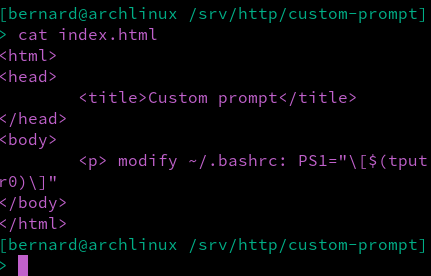 [bernard@archlinux /srv/http/custom-prompt]
> cat index.html
<html>
<head>
        <title>Custom prompt</title>
</head>
<body>
        <p> modify ~/.bashrc: PS1="\[$(tput
r0)\]"
</body>
</html>
[bernard@archlinux /srv/http/custom-prompt]
>